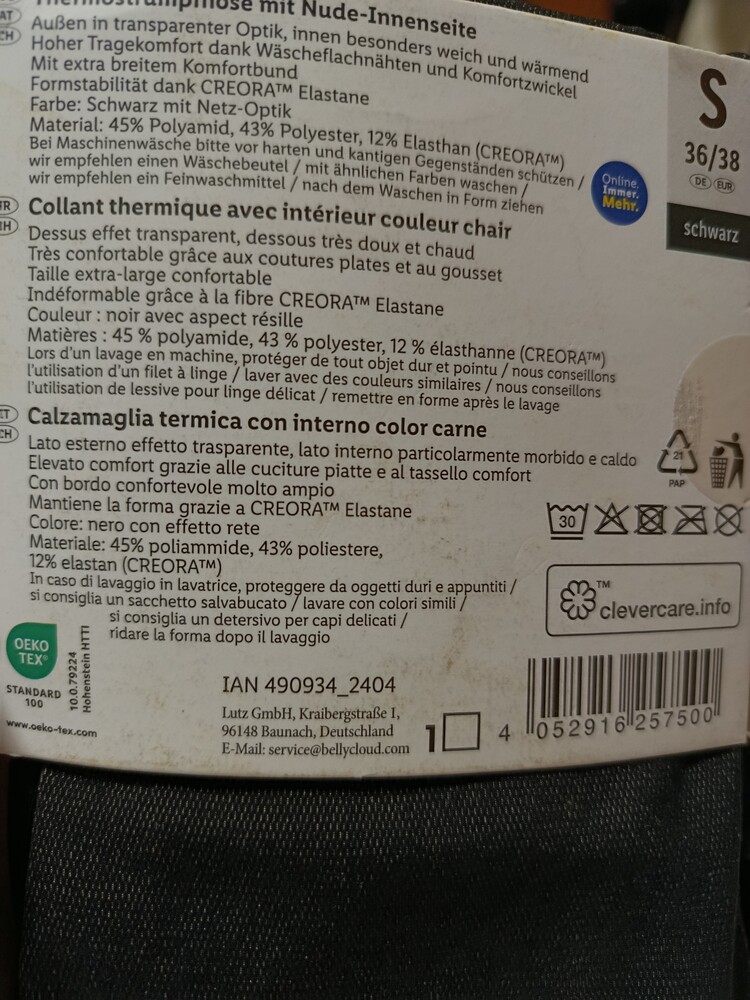 Thermostrumpfhose mit Nude-Innenseite
AT
CH
Außen in transparenter Optik, innen besonders weich und wärmend
Hoher Tragekomfort dank Wäscheflachnähten und Komfortzwickel
Mit extra breitem Komfortbund
Formstabilität dank CREORA™ Elastane
Farbe: Schwarz mit Netz-Optik
Material: 45% Polyamid, 43% Polyester, 12% Elasthan (CREORA™)
Bei Maschinenwäsche bitte vor harten und kantigen Gegenständen schützen /
wir empfehlen einen Wäschebeutel / mit ähnlichen Farben waschen /
wir empfehlen ein Feinwaschmittel / nach dem Waschen in Form ziehen
Online.
Immer.
Mehr.
S
36/38
DE EUR
schwarz
FR
CH
Collant thermique avec intérieur couleur chair
Dessus effet transparent, dessous très doux et chaud
Très confortable grâce aux coutures plates et au gousset
Taille extra-large confortable
Indéformable grâce à la fibre CREORA™ Elastane
Couleur : noir avec aspect résille
Matières : 45 % polyamide, 43 % polyester, 12 % élasthanne (CREORA™)
Lors d'un lavage en machine, protéger de tout objet dur et pointu / nous conseillons
l'utilisation d'un filet à linge / laver avec des couleurs similaires / nous conseillons
l'utilisation de lessive pour linge délicat / remettre en forme après le lavage
IT
CH
Calzamaglia termica con interno color carne
Lato esterno effetto trasparente, lato interno particolarmente morbido e caldo
Elevato comfort grazie alle cuciture piatte e al tassello comfort
Con bordo confortevole molto ampio
Mantiene la forma grazie a CREORA™ Elastane
Colore: nero con effetto rete
Materiale: 45% poliammide, 43% poliestere,
12% elastan (CREORA™)
In caso di lavaggio in lavatrice, proteggere da oggetti duri e appuntiti /
si consiglia un sacchetto salvabucato / lavare con colori simili /
si consiglia un detersivo per capi delicati /
ridare la forma dopo il lavaggio
21
PAP
30
™
clevercare.info
OEKO
TEX®
STANDARD
100
10.0.79224
Hohenstein HTTI
www.oeko-tex.com
IAN 490934_2404
Lutz GmbH, Kraibergstraße 1,
96148 Baunach, Deutschland
E-Mail: service@bellycloud.com
1
4 052916 257500